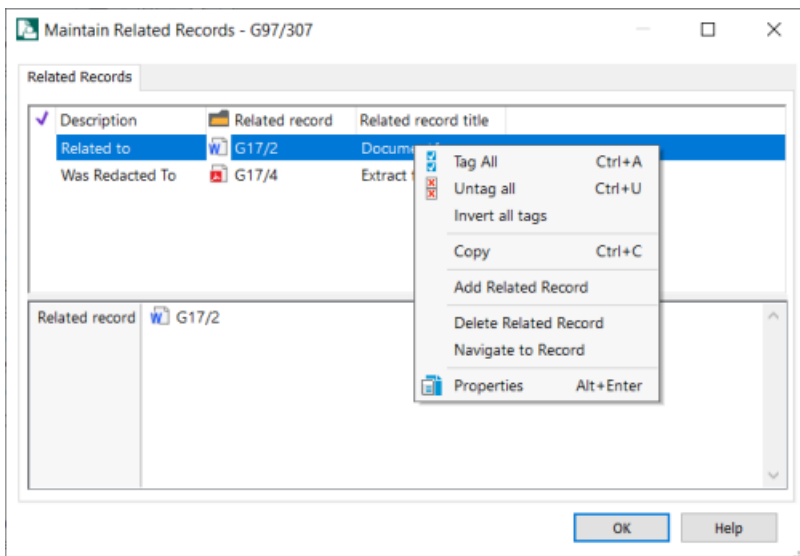 Maintain Related Records - G97/307
Related Records
Description Related record Related record title
Related to G17/2
Was Redacted To G17/4 Extract
Tag All Ctrl+A
Untag all Ctrl+U
Invert all tags
Copy Ctrl+C
Add Related Record
Delete Related Record
Navigate to Record
Properties Alt+Enter
Related record G17/2
OK Help